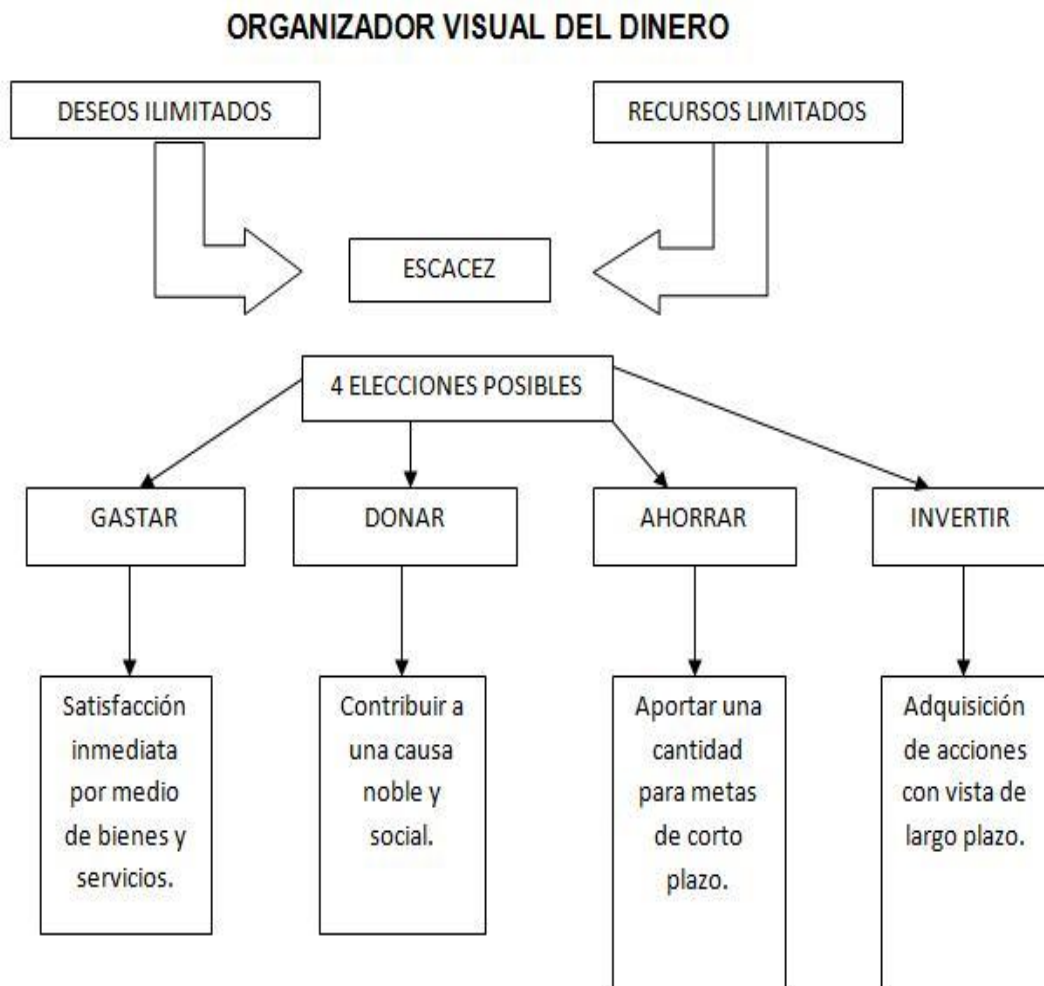 ORGANIZADOR VISUAL DEL DINERO
DESEOS ILIMITADOS
RECURSOS LIMITADOS
ESCACEZ
4 ELECCIONES POSIBLES
GASTAR
DONAR
AHORRAR
INVERTIR
Satisfacción
inmediata
por medio
de bienes y
servicios.
Contribuir a
una causa
noble y
social.
Aportar una
cantidad
para metas
de corto
plazo.
Adquisición
de acciones
con vista de
largo plazo.